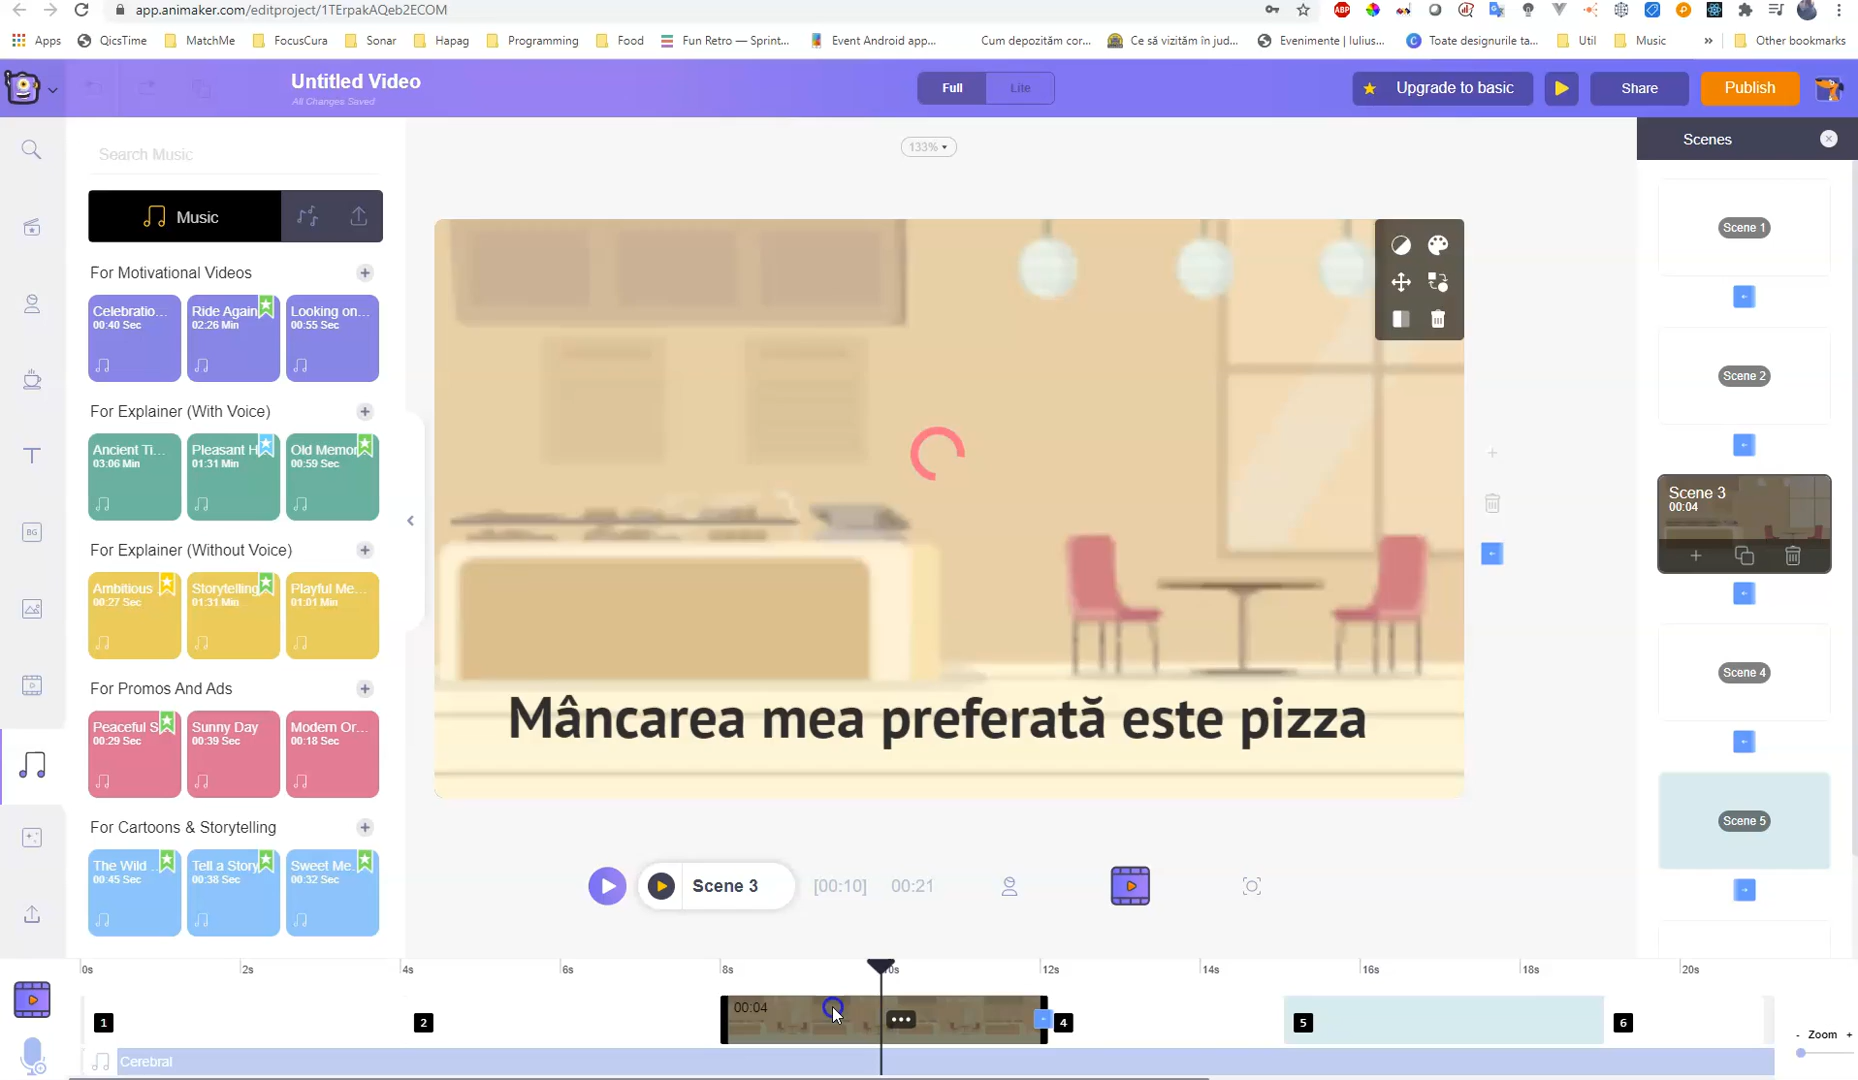 app.animaker.com/editproject/1TErpakAQeb2ECOM
Apps QicsTime MatchMe FocusCura Sonar Hapag Programming Food Fun Retro — Sprint... Event Android app... Cum depozităm cor... Ce să vizităm în jud... Evenimente | Iulius... Toate designurile ta... Util Music » Other bookmarks
Untitled Video
All Changes Saved
Full Lite
Upgrade to basic
Share
Publish
Search Music
133%
Scenes
Music
For Motivational Videos
Celebratio... Ride Again Looking on...
00:40 Sec 02:26 Min 00:55 Sec
For Explainer (With Voice)
Ancient Ti... Pleasant H Old Memor
03:06 Min 01:31 Min 00:59 Sec
For Explainer (Without Voice)
Ambitious Storytelling Playful Me...
00:27 Sec 01:31 Min 01:01 Min
For Promos And Ads
Peaceful S Sunny Day Modern Or...
00:29 Sec 00:39 Sec 00:18 Sec
For Cartoons & Storytelling
The Wild Tell a Story Sweet Me
00:45 Sec 00:38 Sec 00:32 Sec
BG
Mâncarea mea preferată este pizza
Scene 1
Scene 2
Scene 3
00:04
Scene 4
Scene 5
Scene 3 [00:10] 00:21
0s 2s 4s 6s 8s 0s 12s 14s 16s 18s 20s
00:04
1 2 4 5 6
- Zoom +
Cerebral